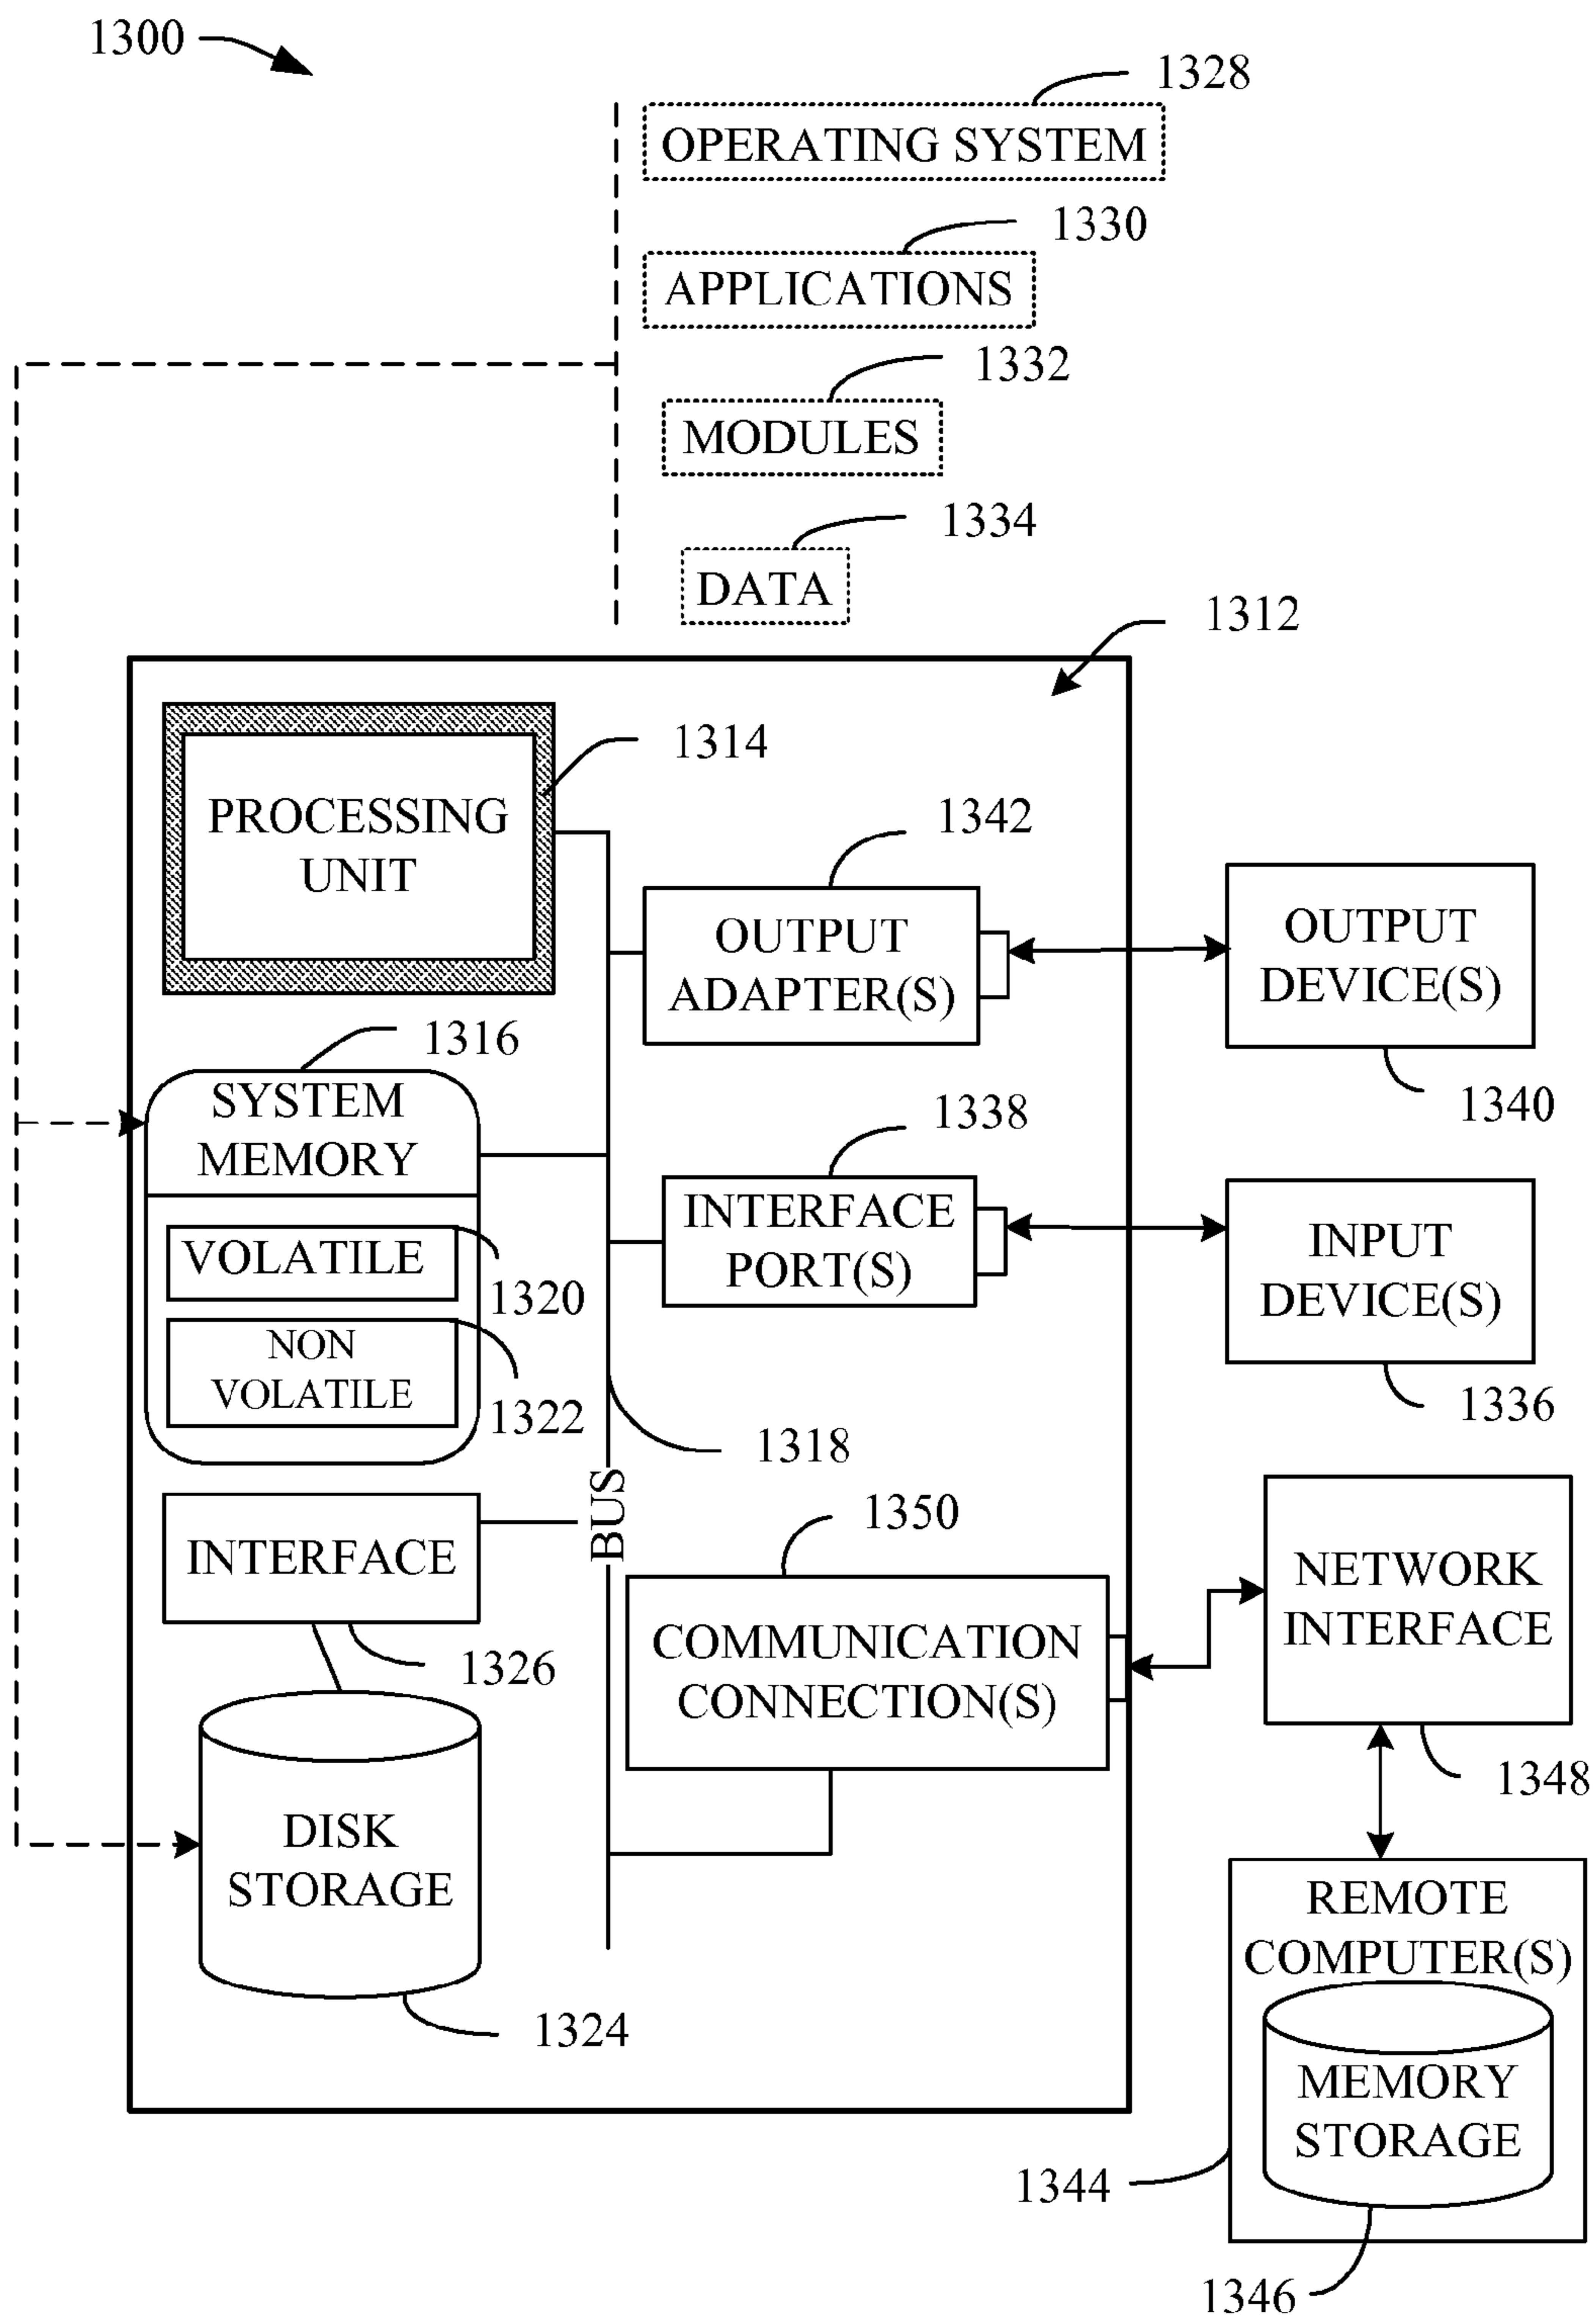 1300
1328
OPERATING SYSTEM
1330
APPLICATIONS
1332
MODULES
1334
DATA
1312
PROCESSING
UNIT
1314
1342
OUTPUT
ADAPTER(S)
OUTPUT
DEVICE(S)
1340
1316
SYSTEM
MEMORY
VOLATILE
1320
NON
VOLATILE
1322
1338
INTERFACE
PORT(S)
INPUT
DEVICE(S)
1336
1318
BUS
INTERFACE
1326
1350
COMMUNICATION
CONNECTION(S)
NETWORK
INTERFACE
1348
DISK
STORAGE
1324
REMOTE
COMPUTER(S)
MEMORY
STORAGE
1344
1346